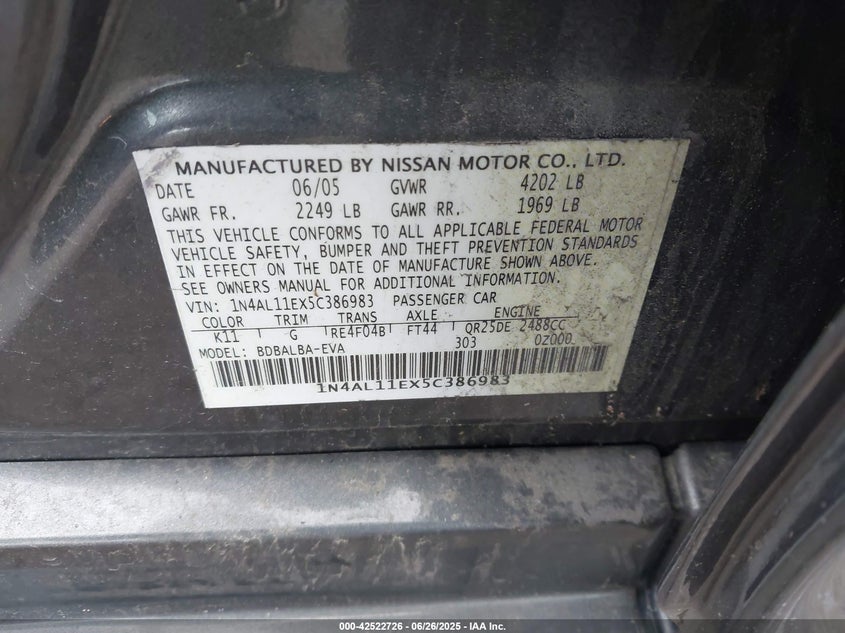 MANUFACTURED BY NISSAN MOTOR CO., LTD.
DATE 06/05 GVWR 4202 LB
GAWR FR. 2249 LB GAWR RR. 1969 LB
THIS VEHICLE CONFORMS TO ALL APPLICABLE FEDERAL MOTOR
VEHICLE SAFETY, BUMPER AND THEFT PREVENTION STANDARDS
IN EFFECT ON THE DATE OF MANUFACTURE SHOWN ABOVE.
SEE OWNERS MANUAL FOR ADDITIONAL INFORMATION.
VIN: 1N4AL11EX5C386983 PASSENGER CAR
COLOR TRIM TRANS AXLE ENGINE
K11 G RE4F04B FT44 QR25DE 2488CC
MODEL: BDBALBA-EVA 303 0Z000
1N4AL11EX5C386983
000-42522726 - 06/26/2025 - IAA Inc.